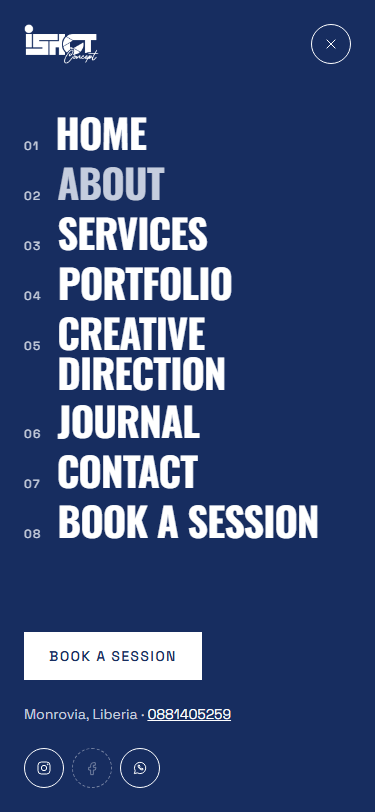 iSHOT
Concept
01 HOME
02 ABOUT
03 SERVICES
04 PORTFOLIO
05 CREATIVE
DIRECTION
06 JOURNAL
07 CONTACT
08 BOOK A SESSION
BOOK A SESSION
Monrovia, Liberia · 0881405259